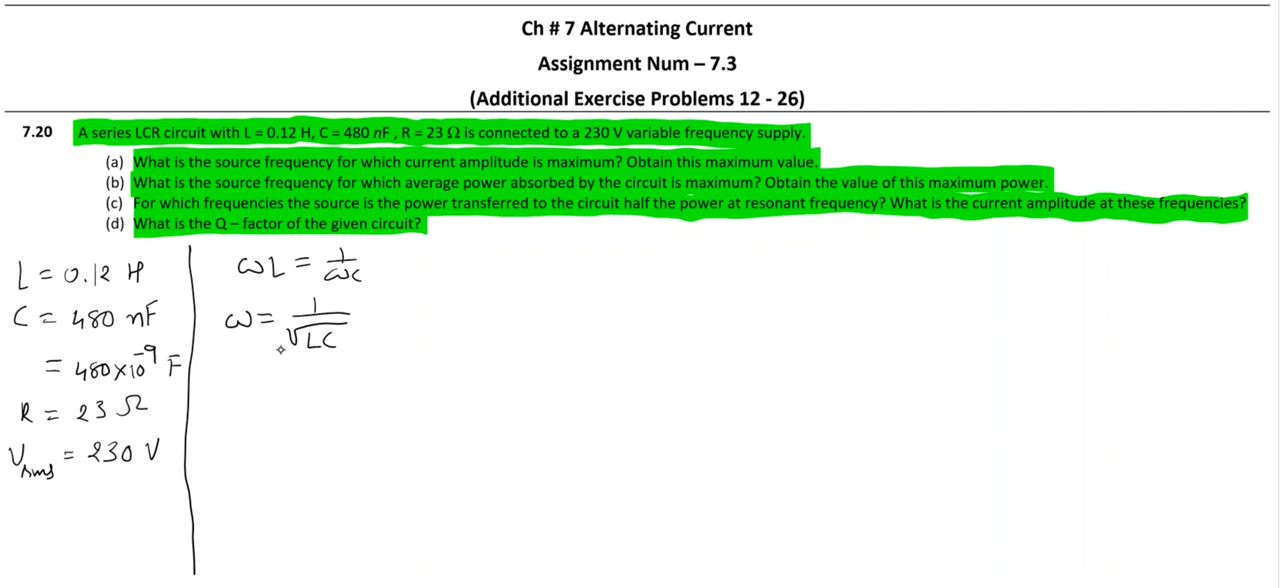 Ch # 7 Alternating Current
Assignment Num – 7.3
(Additional Exercise Problems 12 - 26)
7.20 A series LCR circuit with L = 0.12 H, C = 480 nF , R = 23 Ω is connected to a 230 V variable frequency supply.
(a) What is the source frequency for which current amplitude is maximum? Obtain this maximum value.
(b) What is the source frequency for which average power absorbed by the circuit is maximum? Obtain the value of this maximum power.
(c) For which frequencies the source is the power transferred to the circuit half the power at resonant frequency? What is the current amplitude at these frequencies?
(d) What is the Q – factor of the given circuit?
L = 0.12 H
C = 480 nF
= 480×10⁻⁹ F
R = 23 Ω
Vrms = 230 V
ωL = 1/ωC
ω = 1/√LC